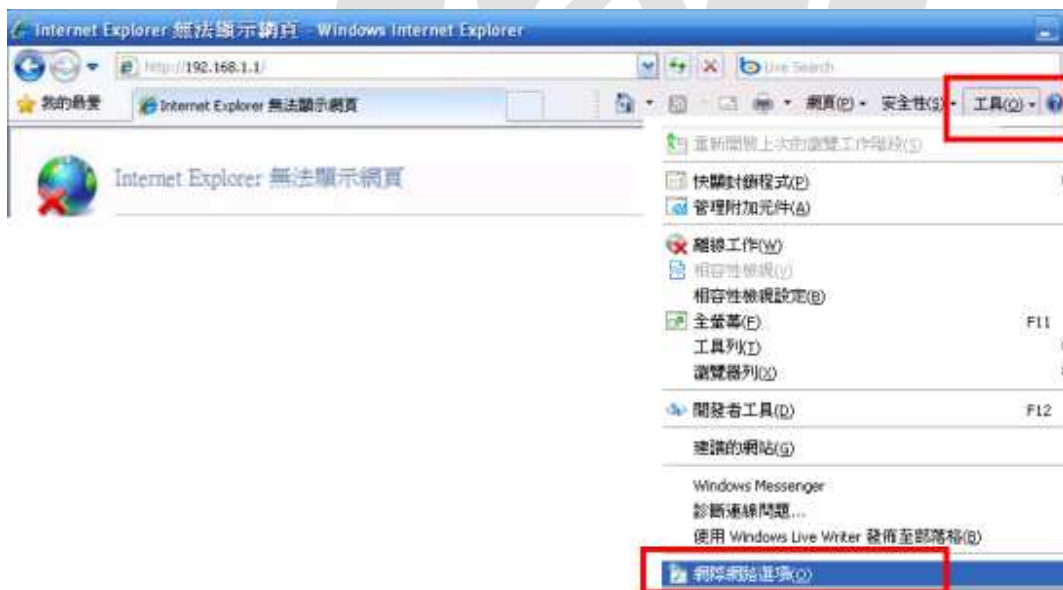 Internet Explorer 無法顯示網頁 - Windows Internet Explorer
http://192.168.1.1/
Live Search
我的最愛
Internet Explorer 無法顯示網頁
網頁(P)
安全性(S)
工具(O)
Internet Explorer 無法顯示網頁
重新開啟上次的瀏覽工作階段(S)
快顯封鎖程式(P)
管理附加元件(A)
離線工作(W)
相容性檢視(V)
相容性檢視設定(B)
全螢幕(F) F11
工具列(T)
瀏覽器列(X)
開發者工具(D) F12
建議的網站(G)
Windows Messenger
診斷連線問題...
使用 Windows Live Writer 發佈至部落格(B)
網際網路選項(O)